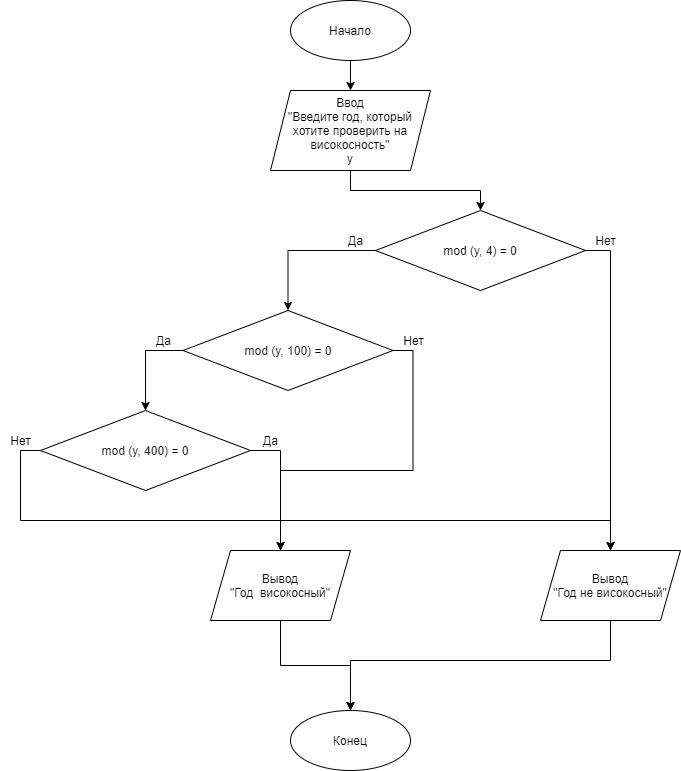 Начало
Ввод
"Введите год, который
хотите проверить на
високосность"
y
Да
mod (y, 4) = 0
Нет
Да
mod (y, 100) = 0
Нет
Нет
mod (y, 400) = 0
Да
Вывод
"Год високосный"
Вывод
"Год не високосный"
Конец